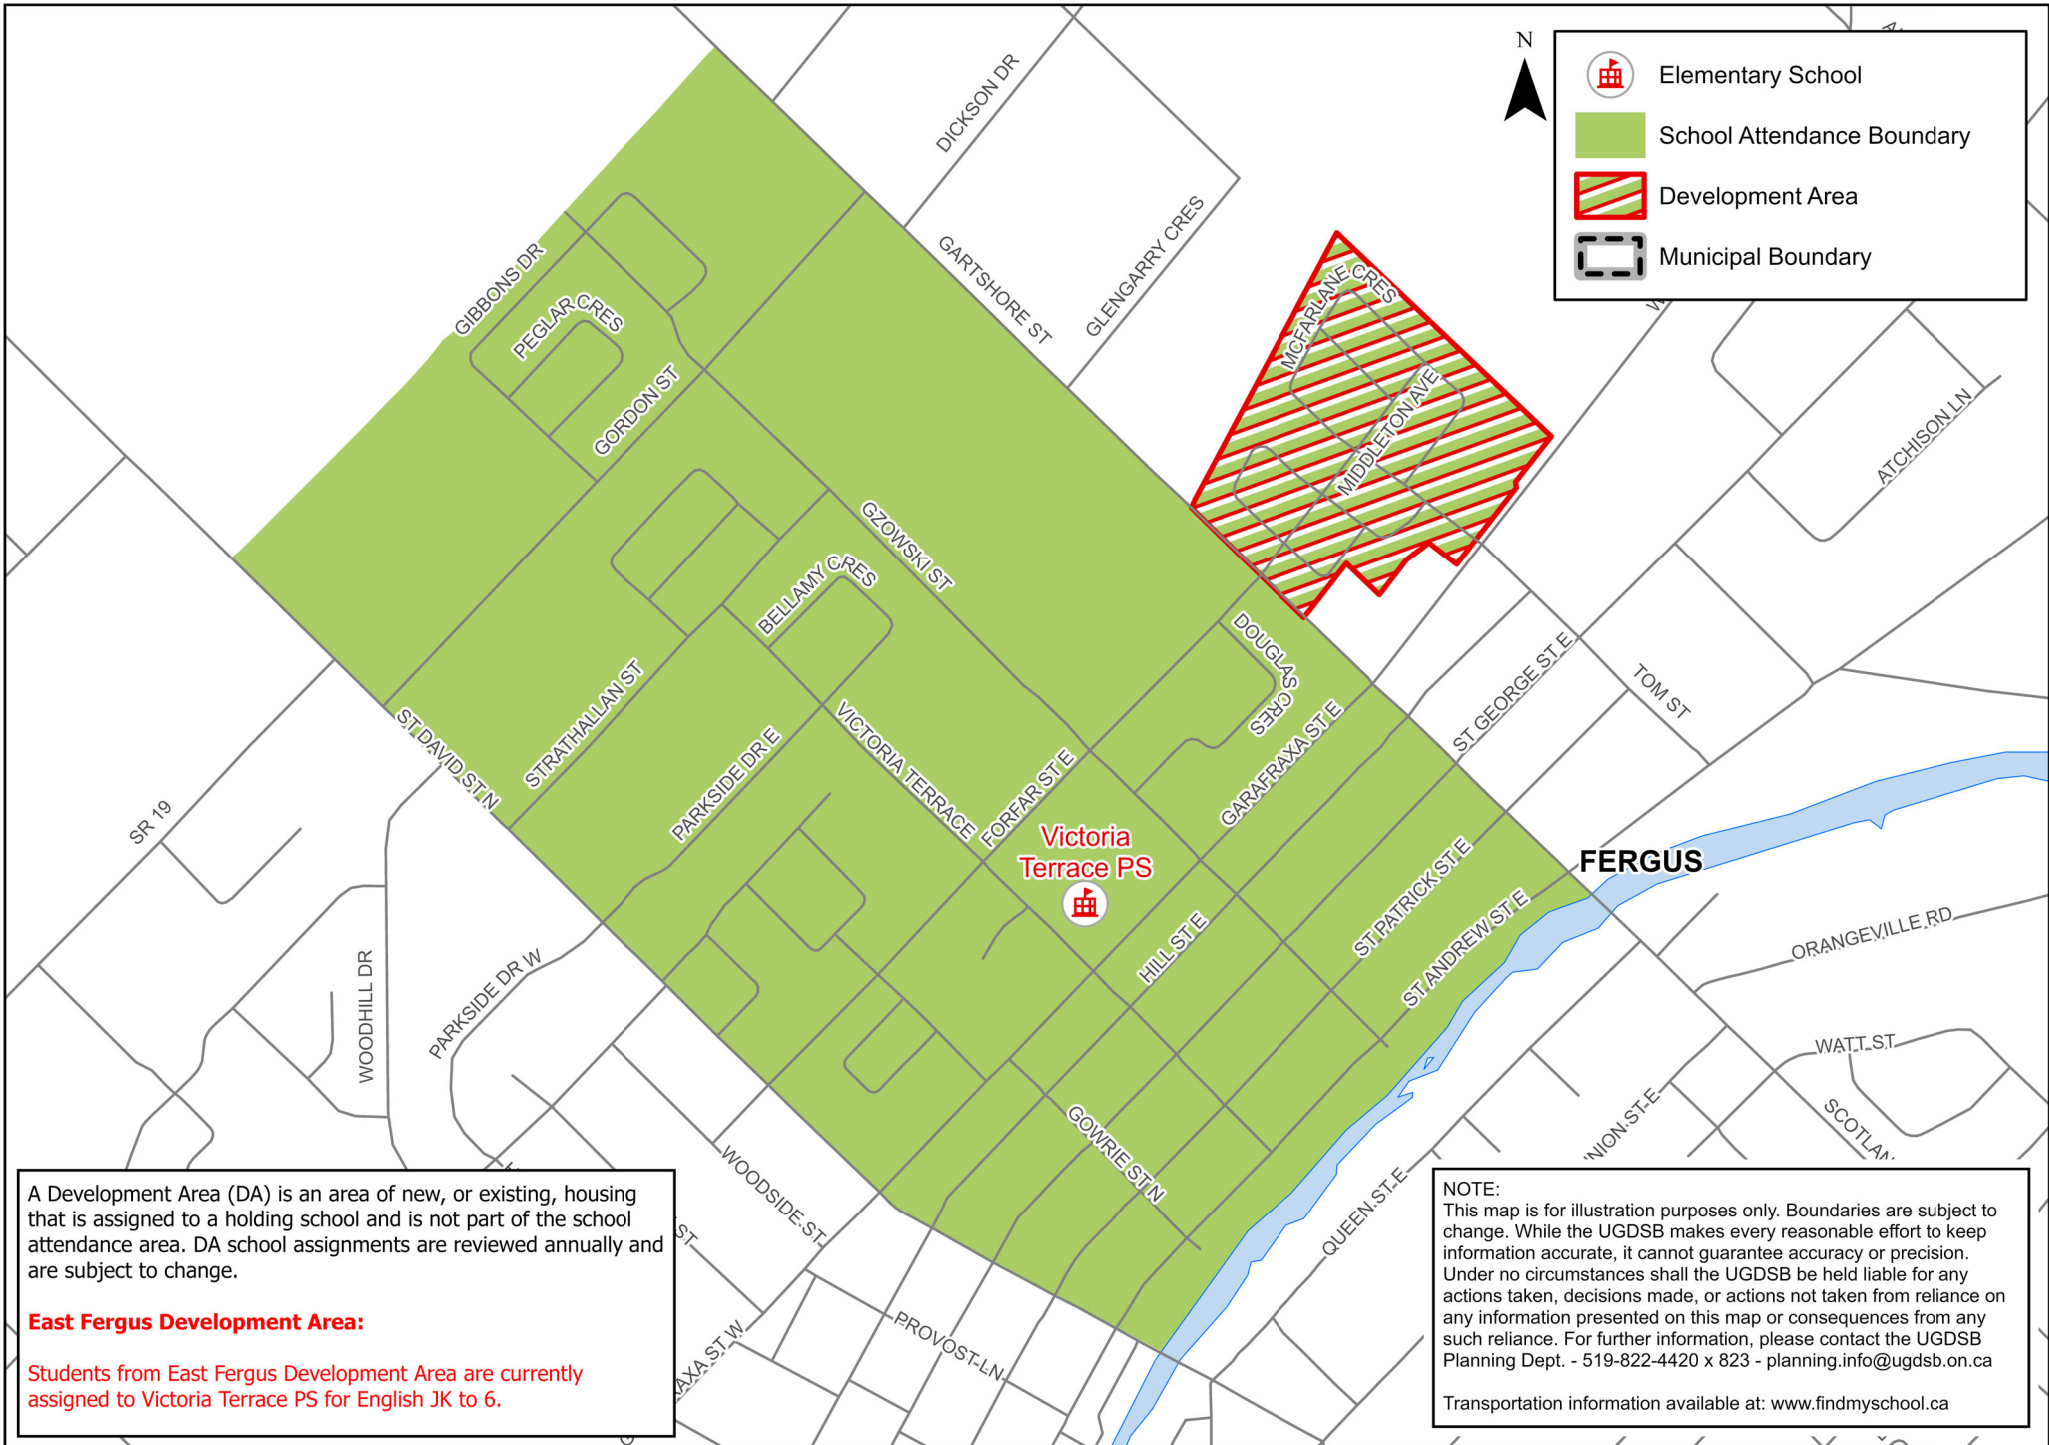 N
Elementary School
School Attendance Boundary
Development Area
Municipal Boundary
DICKSON DR
GLENGARRY CRES
GARTSHORE ST
GIBBONS DR
PEGLAR CRES
GORDON ST
MCFARLANE CRES
MIDDLETON AVE
ATCHISON LN
GZOWSKI ST
BELLAMY CRES
DOUGLAS CRES
STRATHALLAN ST
ST DAVID ST N
PARKSIDE DR E
VICTORIA TERRACE
FORFAR ST E
GARAFRAXA ST E
ST GEORGE ST E
TOM ST
SR 19
Victoria
Terrace PS
FERGUS
HILL ST E
ST PATRICK ST E
ST ANDREW ST E
ORANGEVILLE RD
WOODHILL DR
PARKSIDE DR W
WATT ST
GOWRIE ST N
WOODSIDE ST
QUEEN ST E
PROVOST LN
A Development Area (DA) is an area of new, or existing, housing
that is assigned to a holding school and is not part of the school
attendance area. DA school assignments are reviewed annually and
are subject to change.
East Fergus Development Area:
Students from East Fergus Development Area are currently
assigned to Victoria Terrace PS for English JK to 6.
NOTE:
This map is for illustration purposes only. Boundaries are subject to
change. While the UGDSB makes every reasonable effort to keep
information accurate, it cannot guarantee accuracy or precision.
Under no circumstances shall the UGDSB be held liable for any
actions taken, decisions made, or actions not taken from reliance on
any information presented on this map or consequences from any
such reliance. For further information, please contact the UGDSB
Planning Dept. - 519-822-4420 x 823 - planning.info@ugdsb.on.ca
Transportation information available at: www.findmyschool.ca